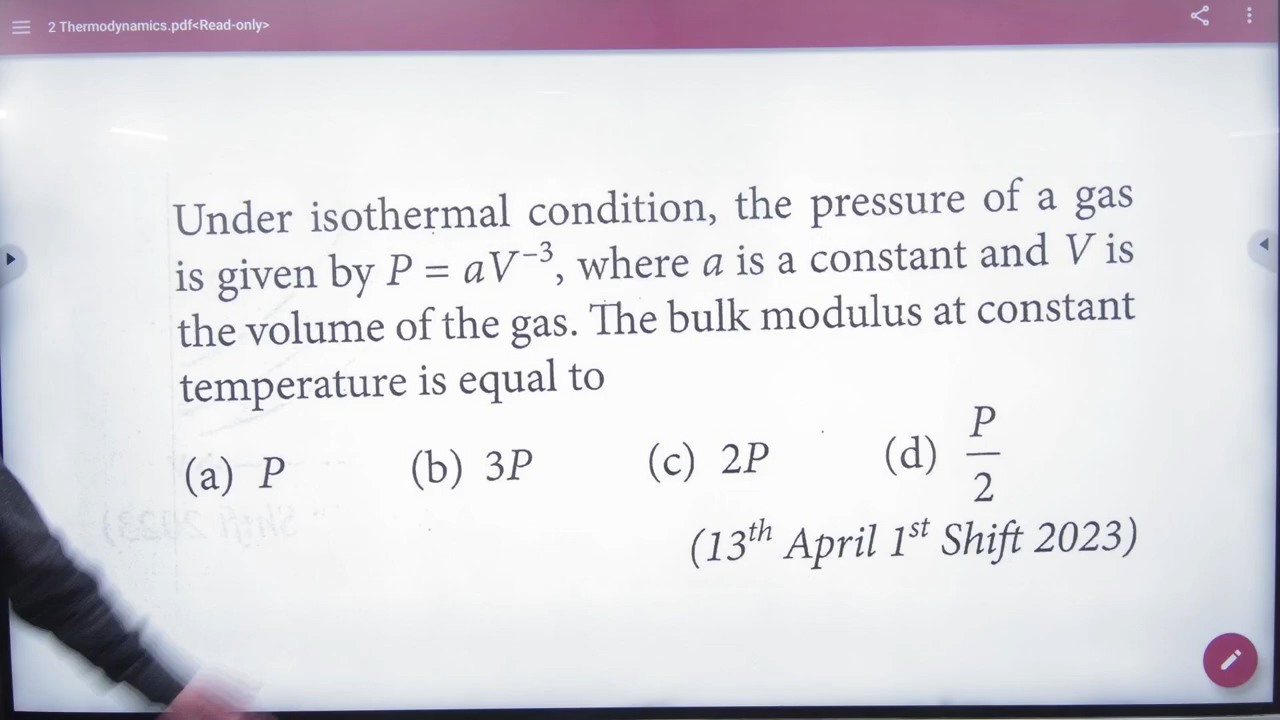 2 Thermodynamics.pdf<Read-only>
Under isothermal condition, the pressure of a gas
is given by P = aV⁻³, where a is a constant and V is
the volume of the gas. The bulk modulus at constant
temperature is equal to
(a) P (b) 3P (c) 2P (d) P/2
(13th April 1st Shift 2023)